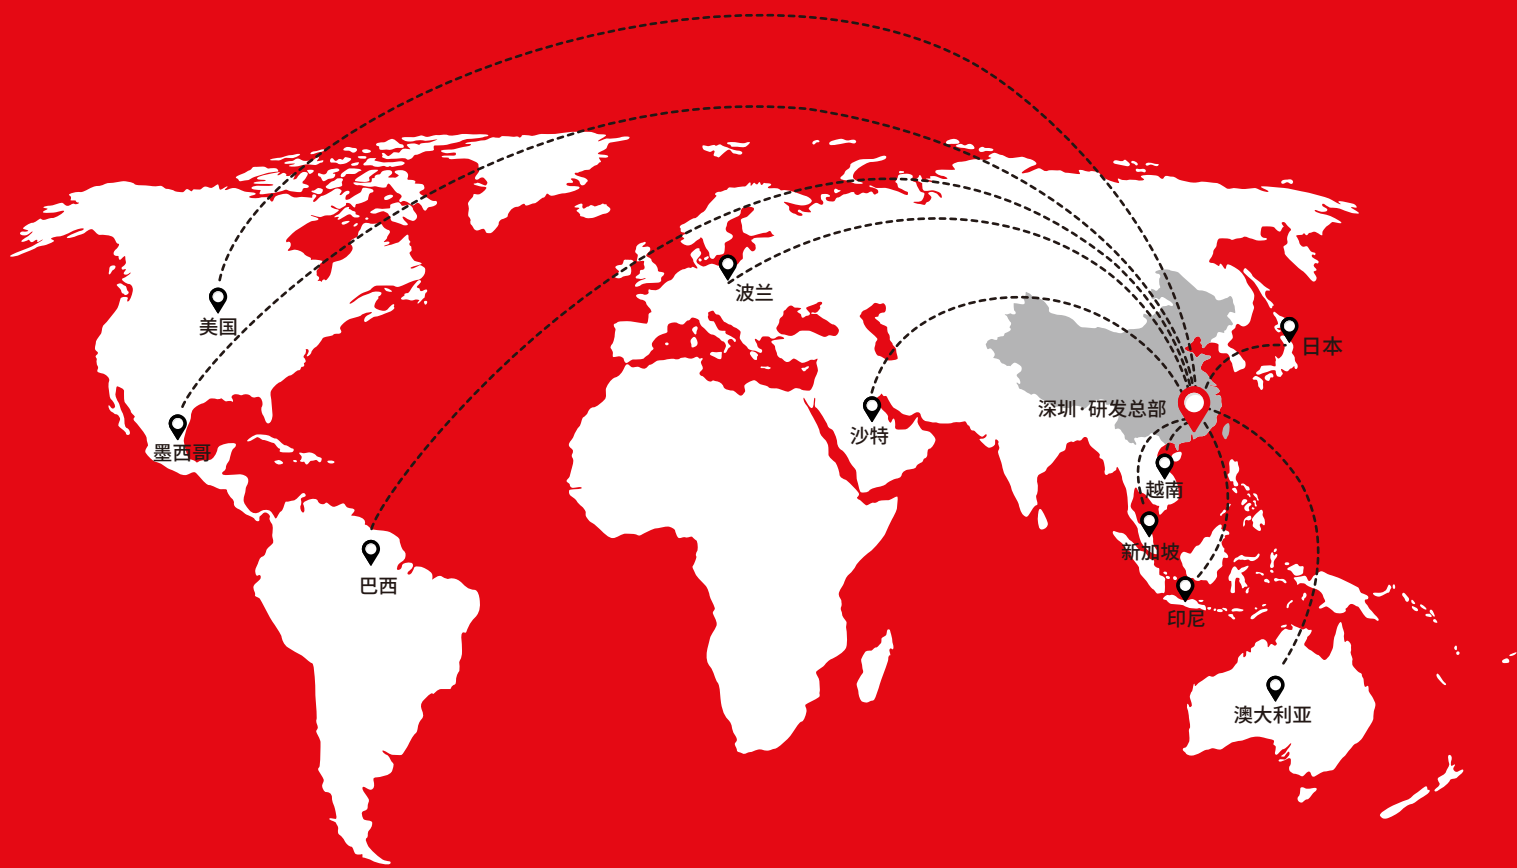 波兰
美国
日本
深圳·研发总部
沙特
墨西哥
越南
新加坡
巴西
印尼
澳大利亚